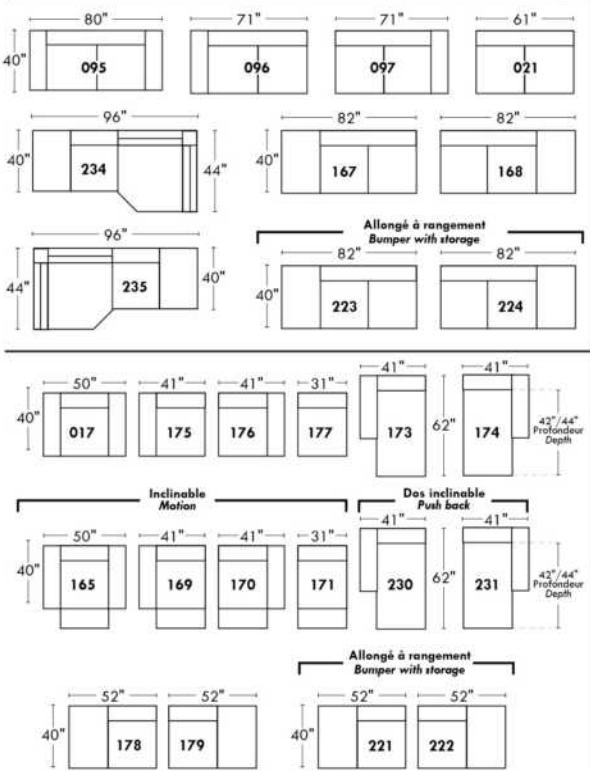 80" 71" 71" 61"
40" 095 096 097 021
96" 82" 82"
40" 234 44" 40" 167 168
Allongé à rangement
Bumper with storage
96" 82" 82"
44" 235 40" 40" 223 224
50" 41" 41" 31" 41" 41"
40" 017 175 176 177 173 62" 174 42"/44"
Profondeur
Depth
Inclinable
Motion
Dos inclinable
Push back
50" 41" 41" 31" 41" 41"
40" 165 169 170 171 230 62" 231 42"/44"
Profondeur
Depth
Allongé à rangement
Bumper with storage
52" 52" 52" 52"
40" 178 179 40" 221 222